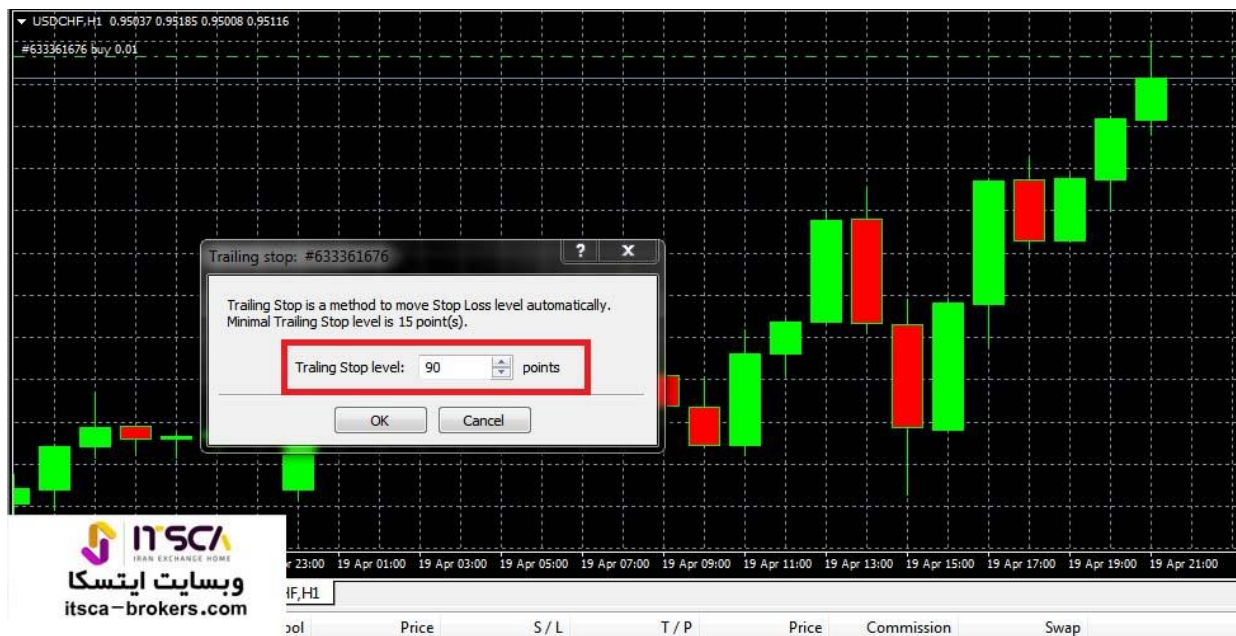 USDCHF,H1 0.95037 0.95185 0.95008 0.95116
#633361676 buy 0.01
Trailing stop: #633361676
? X
Trailing Stop is a method to move Stop Loss level automatically.
Minimal Trailing Stop level is 15 point(s).
Traling Stop level: 90 points
OK Cancel
ITSCA
IRAN EXCHANGE HOME
وبسایت ایتسکا
itsca-brokers.com
23:00 19 Apr 01:00 19 Apr 03:00 19 Apr 05:00 19 Apr 07:00 19 Apr 09:00 19 Apr 11:00 19 Apr 13:00 19 Apr 15:00 19 Apr 17:00 19 Apr 19:00 19 Apr 21:00
HF,H1
Price S / L T / P Price Commission Swap